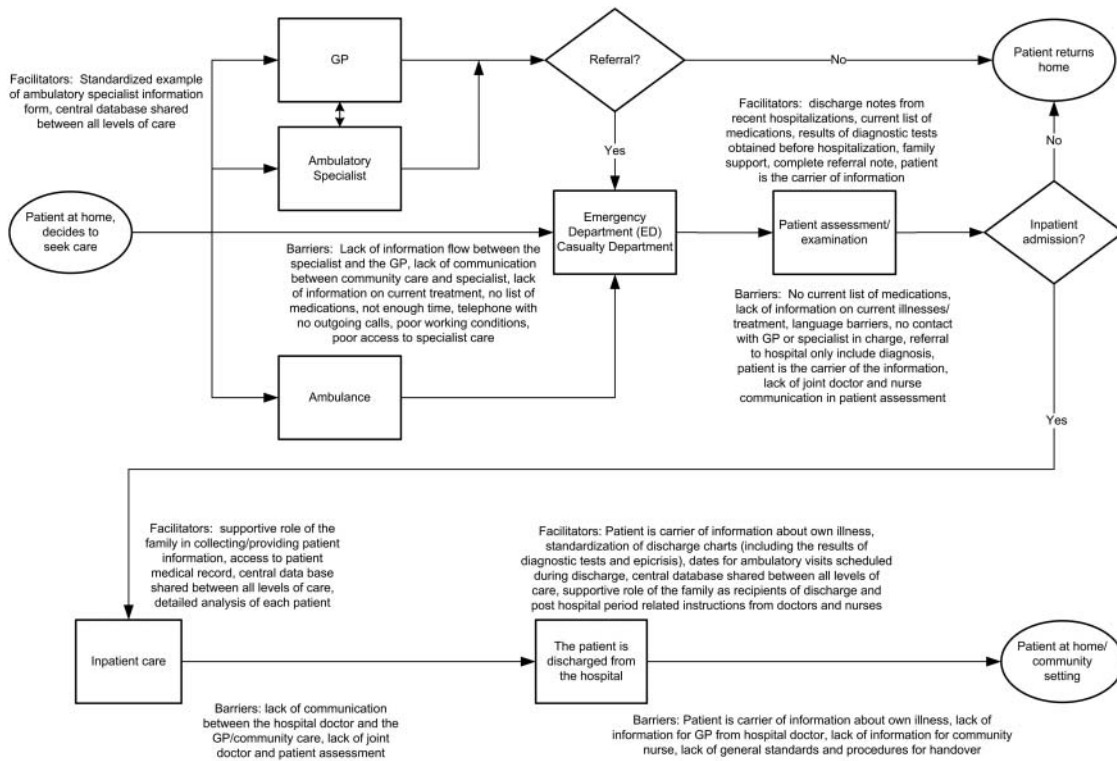 GP
Referral?
No
Patient returns
home
Facilitators: Standardized example
of ambulatory specialist information
form, central database shared
between all levels of care
Facilitators: discharge notes from
recent hospitalizations, current list of
medications, results of diagnostic tests
obtained before hospitalization, family
support, complete referral note, patient
is the carrier of information
No
Yes
Ambulatory
Specialist
Patient at home,
decides to
seek care
Emergency
Department (ED)
Casualty Department
Patient assessment/
examination
Inpatient
admission?
Barriers: Lack of information flow between the
specialist and the GP, lack of communication
between community care and specialist, lack
of information on current treatment, no list of
medications, not enough time, telephone with
no outgoing calls, poor working conditions,
poor access to specialist care
Barriers: No current list of medications,
lack of information on current illnesses/
treatment, language barriers, no contact
with GP or specialist in charge, referral
to hospital only include diagnosis,
patient is the carrier of the information,
lack of joint doctor and nurse
communication in patient assessment
Ambulance
Yes
Facilitators: supportive role of the
family in collecting/providing patient
information, access to patient
medical record, central data base
shared between all levels of care,
detailed analysis of each patient
Facilitators: Patient is carrier of information about own illness,
standardization of discharge charts (including the results of
diagnostic tests and epicrisis), dates for ambulatory visits scheduled
during discharge, central database shared between all levels of
care, supportive role of the family as recipients of discharge and
post hospital period related instructions from doctors and nurses
Inpatient care
The patient is
discharged from
the hospital
Patient at home/
community
setting
Barriers: lack of communication
between the hospital doctor and the
GP/community care, lack of joint
doctor and patient assessment
Barriers: Patient is carrier of information about own illness, lack of
information for GP from hospital doctor, lack of information for community
nurse, lack of general standards and procedures for handover